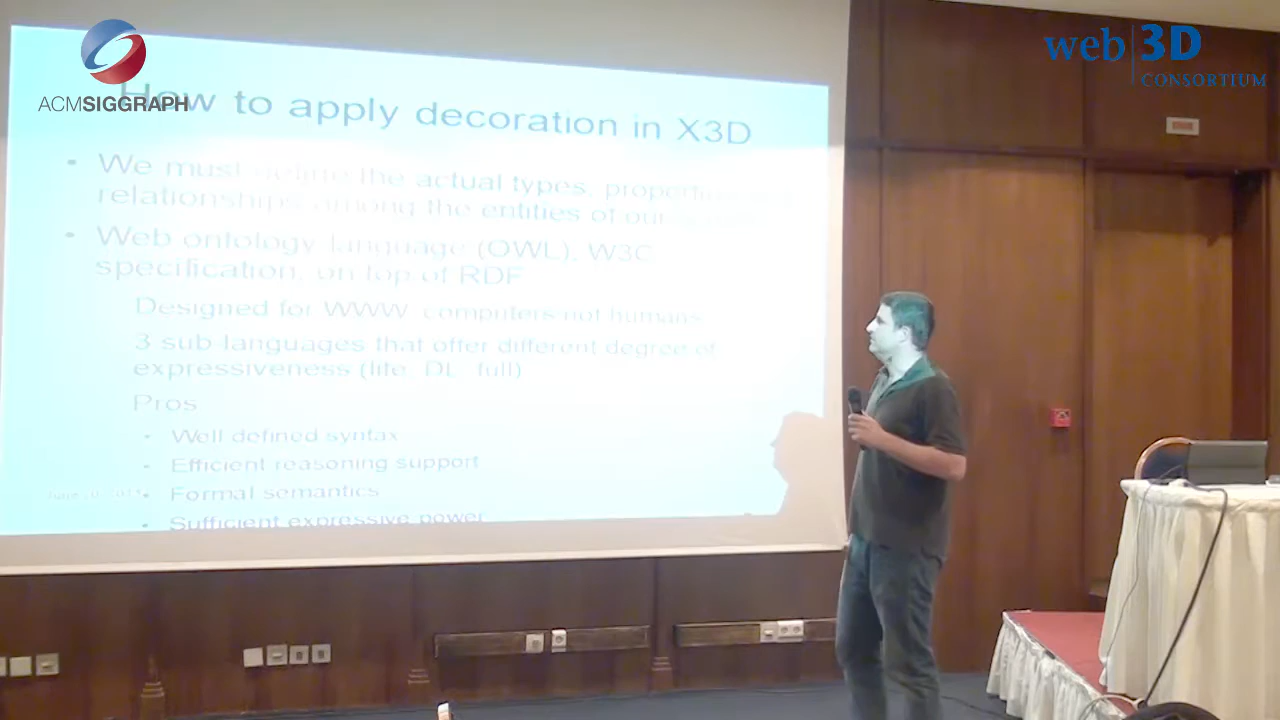 ACMSIGGRAPH
web 3D
CONSORTIUM
How to apply decoration in X3D
• We must define the actual types,
relationships among the entities of our
• Web ontology language (OWL), W3C
specification, on top of RDF
Designed for WWW, computers not humans
3 sub-languages that offer different degree of
expressiveness (lite, DL, full)
Pros
• Well defined syntax
• Efficient reasoning support
• Formal semantics
• Sufficient expressive power